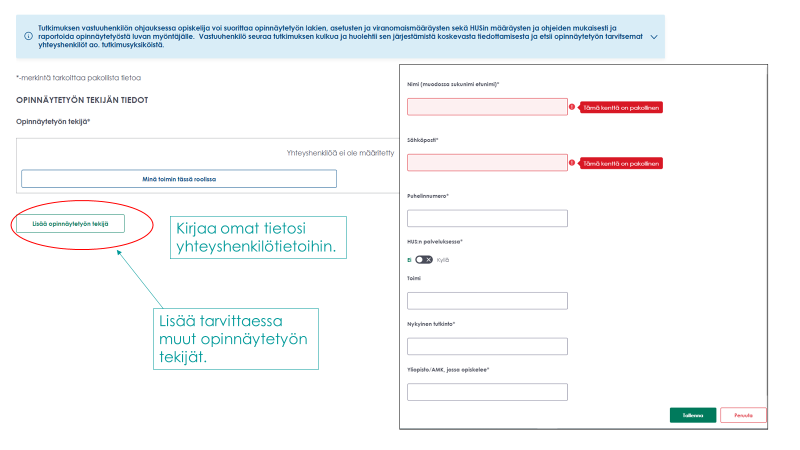 Tutkimuksen vastuuhenkilön ohjauksessa opiskelija voi suorittaa opinnäytetyön lakien, asetusten ja viranomaismääräysten sekä HUSin määräysten ja ohjeiden mukaisesti ja
raportoida opinnäytetyöstä luvan myöntäjälle. Vastuuhenkilö seuraa tutkimuksen kulkua ja huolehtii sen järjestämistä koskevasta tiedottamisesta ja etsii opinnäytetyön tarvitsemat
yhteyshenkilöt ao. tutkimusyksiköistä.
*-merkintä tarkoittaa pakollista tietoa
OPINNÄYTETYÖN TEKIJÄN TIEDOT
Opinnäytetyön tekijä*
Yhteyshenkilöä ei ole määritetty
Minä toimin tässä roolissa
Lisää opinnäytetyön tekijä
Kirjaa omat tietosi
yhteyshenkilötietoihin.
Lisää tarvittaessa
muut opinnäytetyön
tekijät.
Nimi (muodossa sukunimi etunimi)*
Tämä kenttä on pakollinen
Sähköposti*
Tämä kenttä on pakollinen
Puhelinnumero*
HUS:n palveluksessa*
Ei Kyllä
Toimi
Nykyinen tutkinto*
Yliopisto/AMK, jossa opiskelee*
Tallenna Peruuta